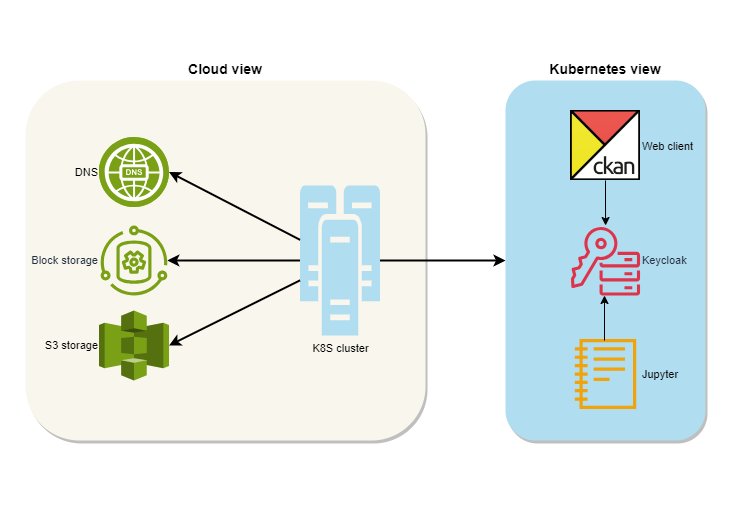 Cloud view
Kubernetes view
DNS
DNS
Block storage
S3 storage
K8S cluster
ckan
Web client
Keycloak
Jupyter